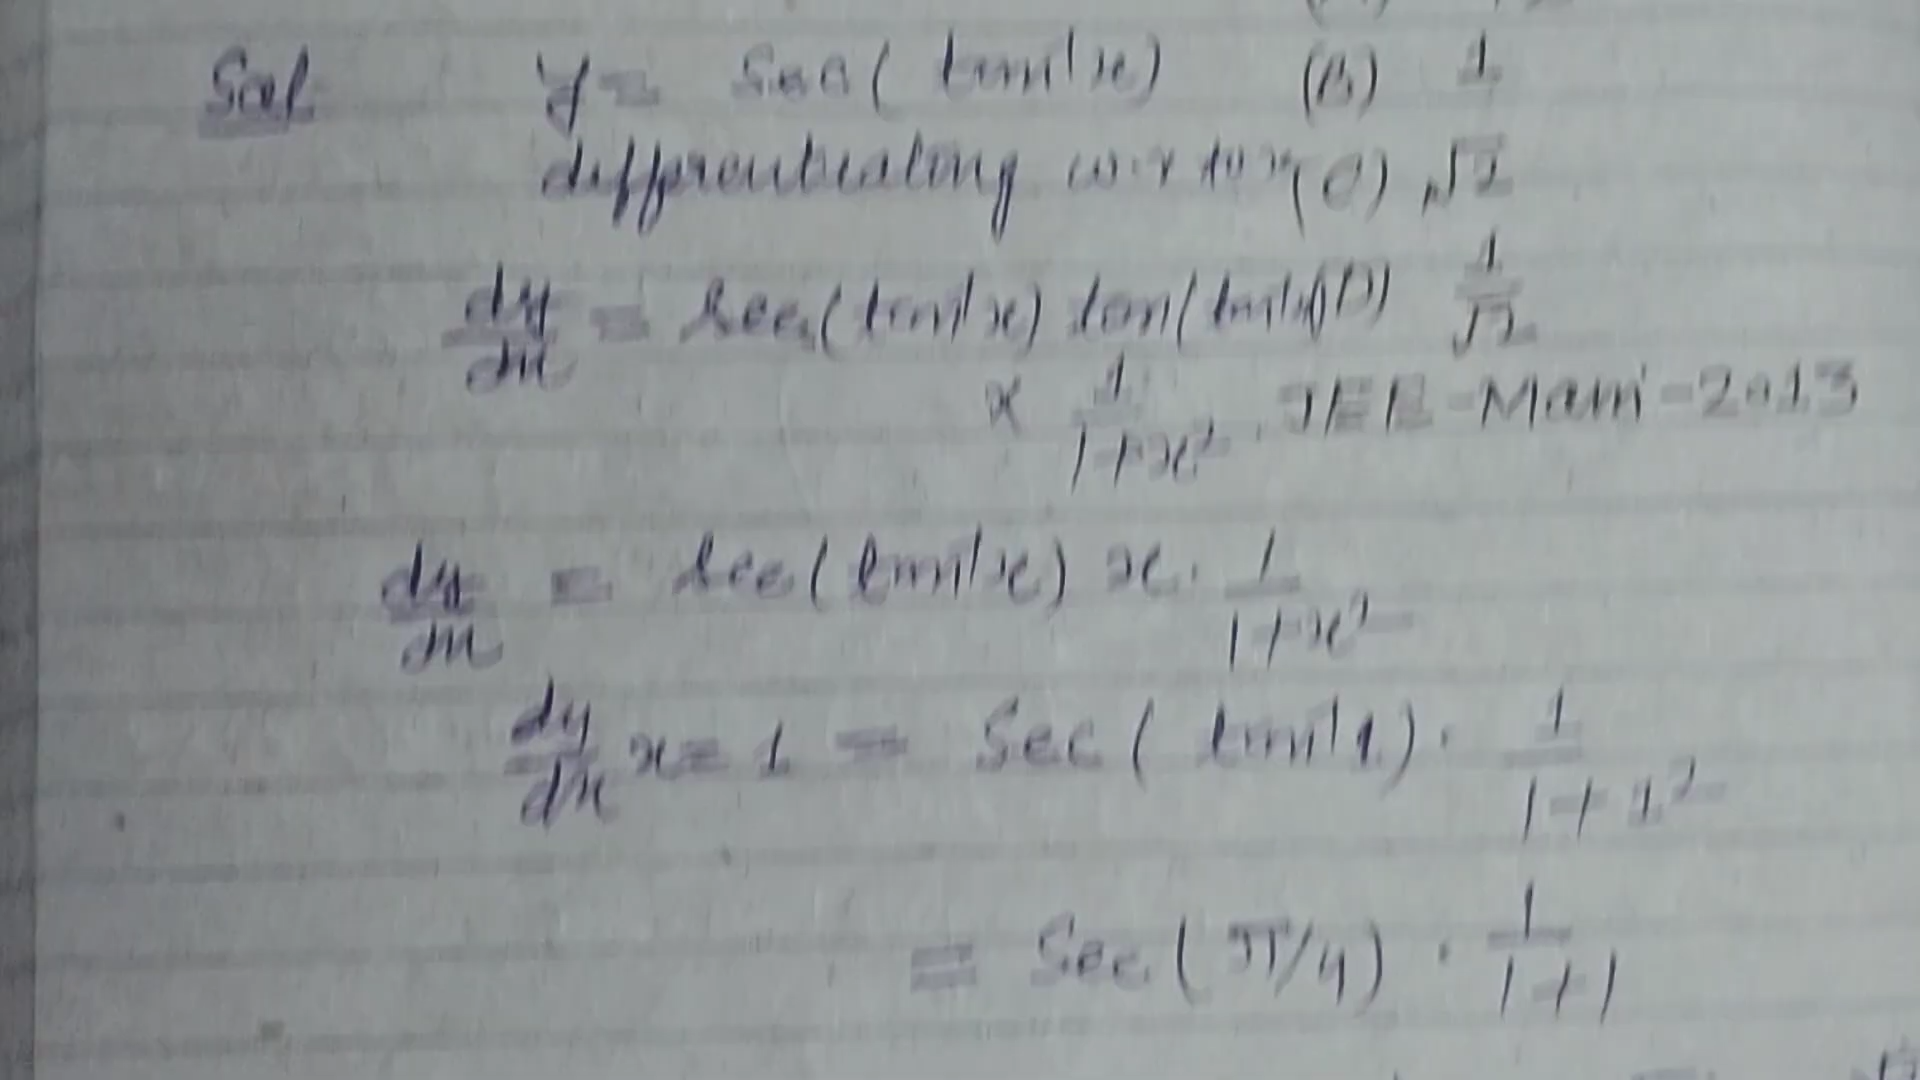 Sol y = sec(tan⁻¹x) (B) 1
differentiating w.r to x (C) √2
dy/dx = sec(tan⁻¹x) tan(tan⁻¹x) (D) 1/√2
× 1/1+x² JEE-Main-2013
dy/dx = sec(tan⁻¹x) x · 1/1+x²
dy/dx x=1 = Sec(tan⁻¹1) · 1/1+1²
= Sec(π/4) · 1/1+1